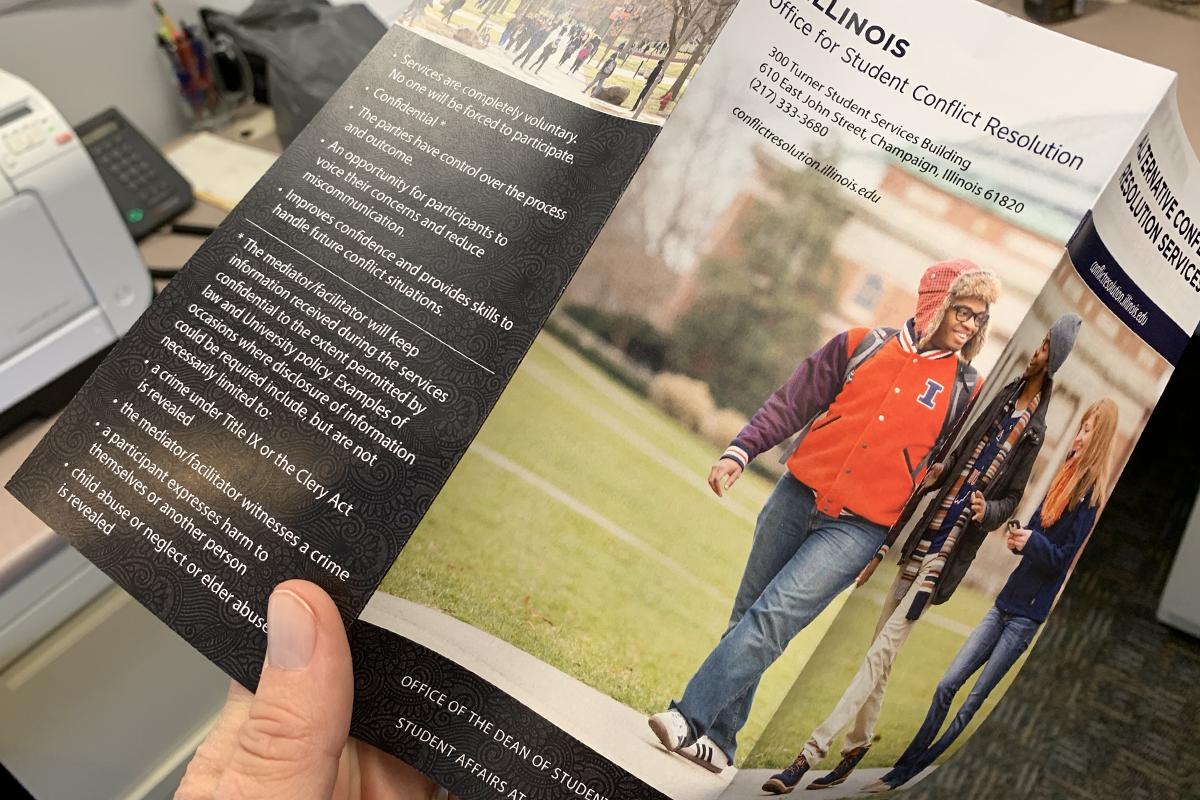 • Services are completely voluntary.
No one will be forced to participate.
• Confidential *
• The parties have control over the process
and outcome.
• An opportunity for participants to
voice their concerns and reduce
miscommunication.
• Improves confidence and provides skills to
handle future conflict situations.
* The mediator/facilitator will keep
information received during the services
confidential to the extent permitted by
law and University policy. Examples of
occasions where disclosure of information
could be required include, but are not
necessarily limited to:
• a crime under Title IX or the Clery Act
is revealed
• the mediator/facilitator witnesses a crime
• a participant expresses harm to
themselves or another person
• child abuse or neglect or elder abuse
is revealed
ILLINOIS
Office for Student Conflict Resolution
300 Turner Student Services Building
610 East John Street, Champaign, Illinois 61820
(217) 333-3680
conflictresolution.illinois.edu
I
OFFICE OF THE DEAN OF STUDENT
STUDENT AFFAIRS AT
ALTERNATIVE CONF
RESOLUTION SERVICES
conflictresolution.illinois.edu